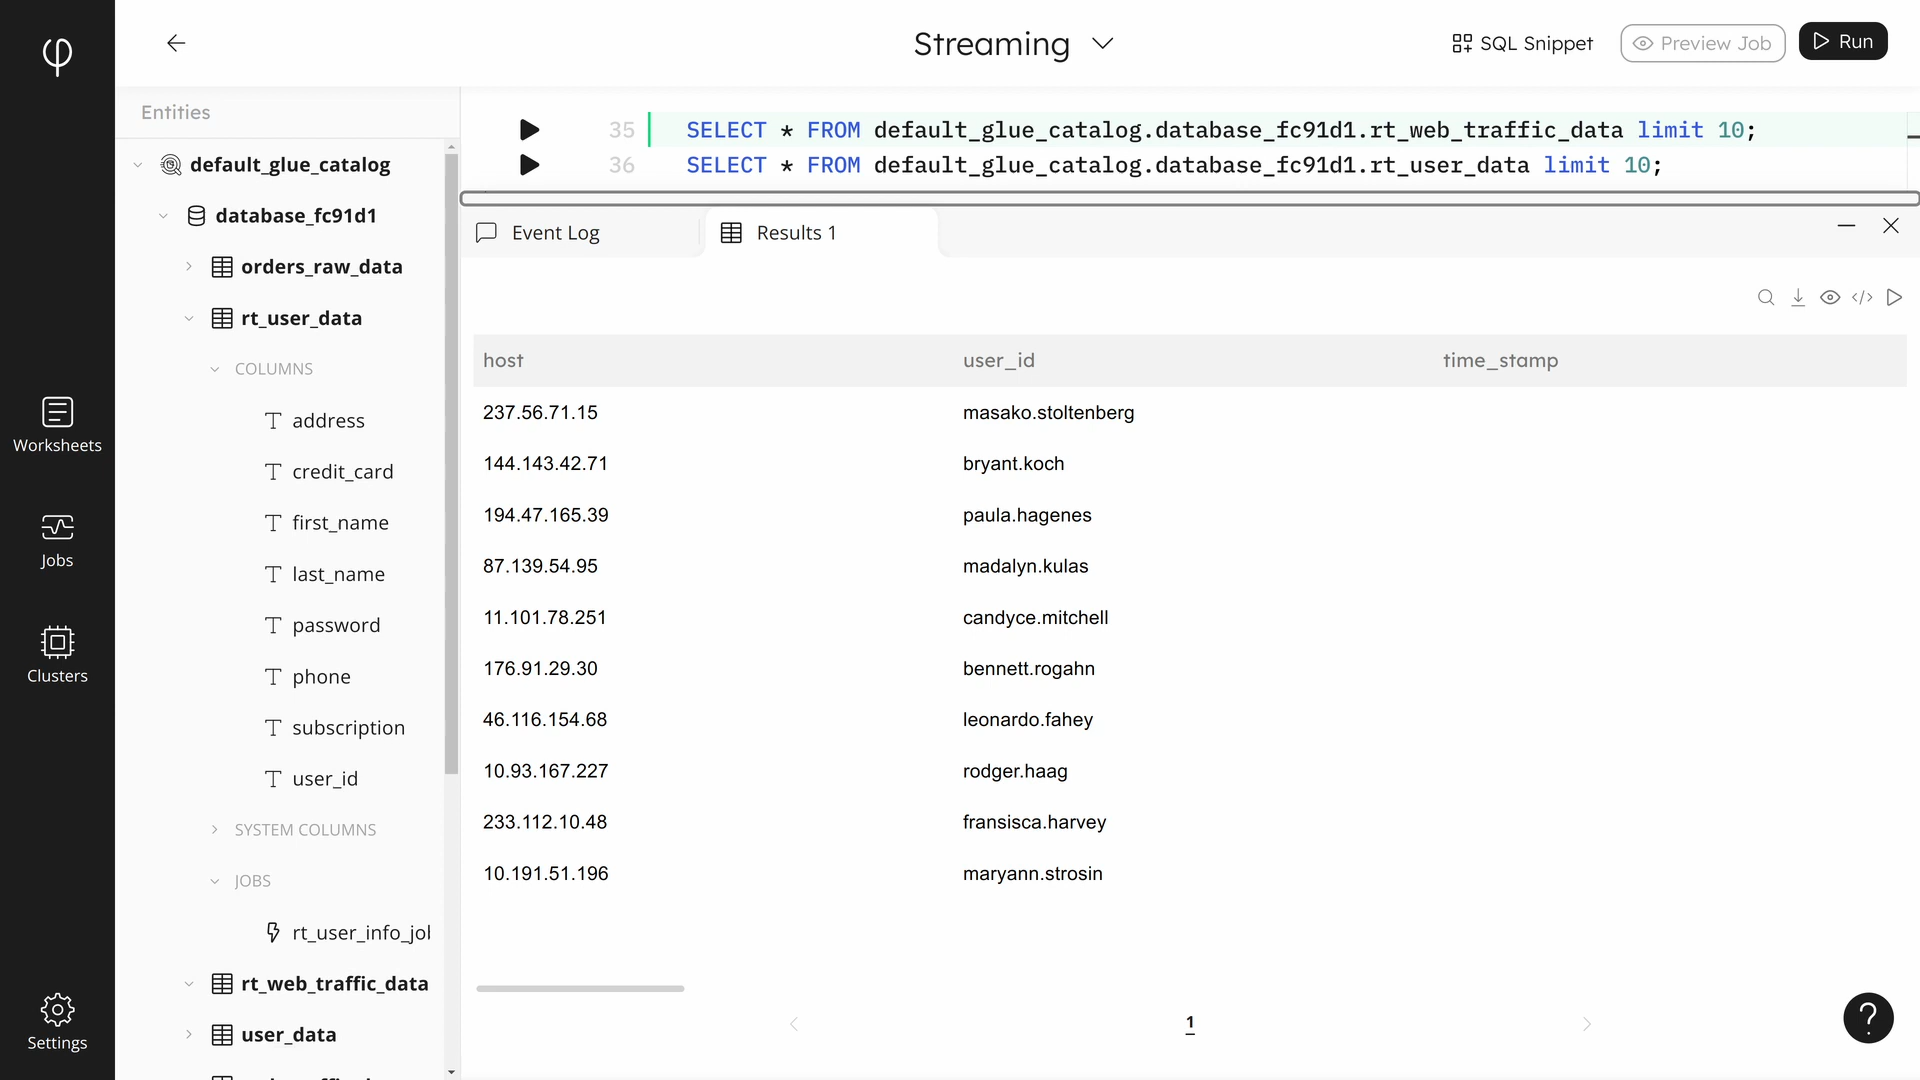 φ
Streaming
SQL Snippet
Preview Job
Run
Entities
35 SELECT * FROM default_glue_catalog.database_fc91d1.rt_web_traffic_data limit 10;
36 SELECT * FROM default_glue_catalog.database_fc91d1.rt_user_data limit 10;
default_glue_catalog
database_fc91d1
orders_raw_data
rt_user_data
COLUMNS
address
credit_card
first_name
last_name
password
phone
subscription
user_id
SYSTEM COLUMNS
JOBS
rt_user_info_jo
rt_web_traffic_data
user_data
Worksheets
Jobs
Clusters
Settings
Event Log
Results 1
</>
host user_id time_stamp
237.56.71.15 masako.stoltenberg
144.143.42.71 bryant.koch
194.47.165.39 paula.hagenes
87.139.54.95 madalyn.kulas
11.101.78.251 candyce.mitchell
176.91.29.30 bennett.rogahn
46.116.154.68 leonardo.fahey
10.93.167.227 rodger.haag
233.112.10.48 fransisca.harvey
10.191.51.196 maryann.strosin
1
?